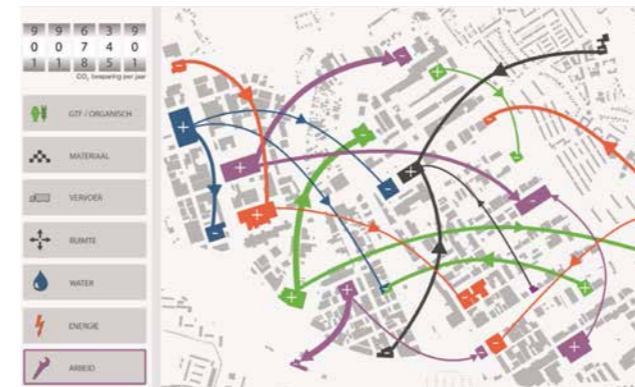 9 9 6 3 9
0 0 7 4 0
1 1 8 5 1
CO₂ besparing per jaar
GTF / ORGANISCH
MATERIAAL
VERVOER
RUIMTE
WATER
ENERGIE
ARBEID